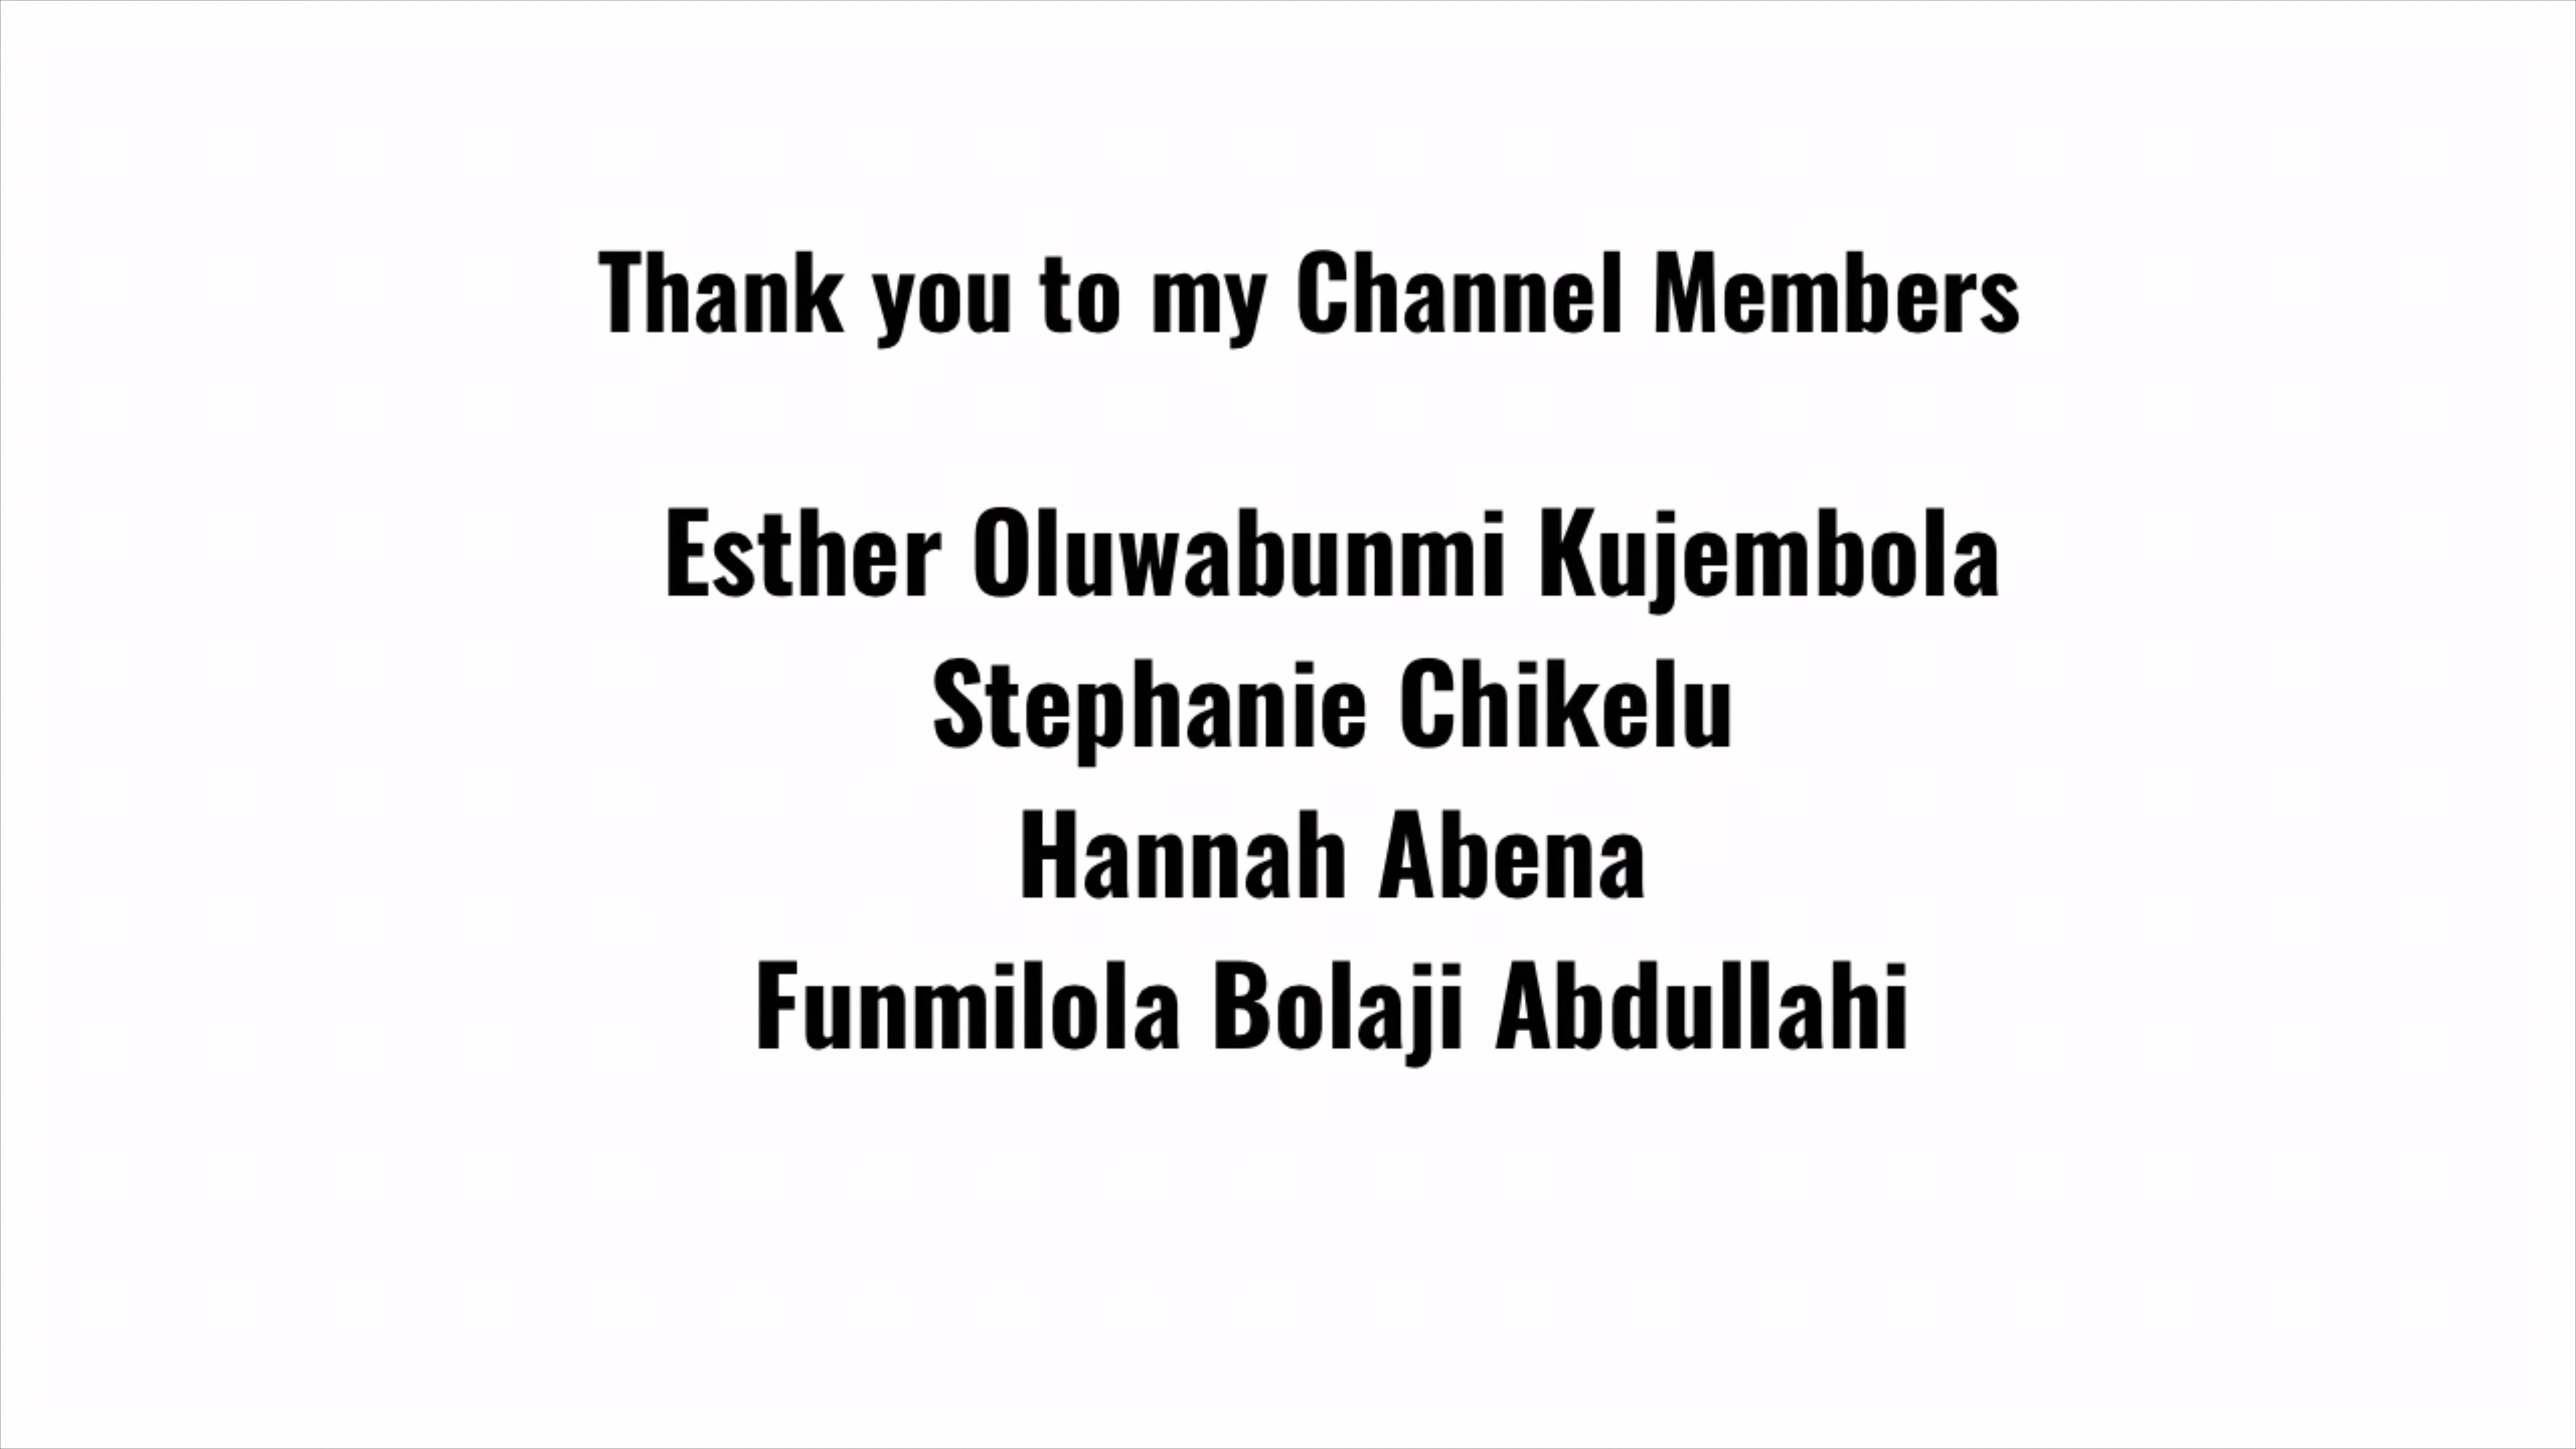 Thank you to my Channel Members
Esther Oluwabunmi Kujembola
Stephanie Chikelu
Hannah Abena
Funmilola Bolaji Abdullahi